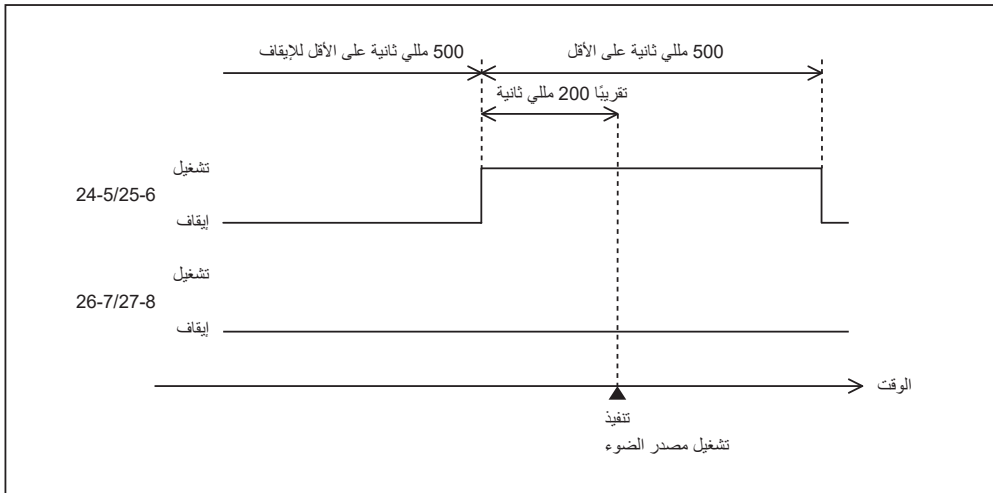 500 مللي ثانية على الأقل للإيقاف
500 مللي ثانية على الأقل
تقريبًا 200 مللي ثانية
تشغيل
24-5/25-6
إيقاف
تشغيل
26-7/27-8
إيقاف
الوقت
تنفيذ
تشغيل مصدر الضوء